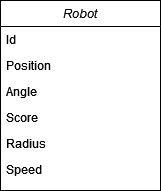 Robot
Id
Position
Angle
Score
Radius
Speed